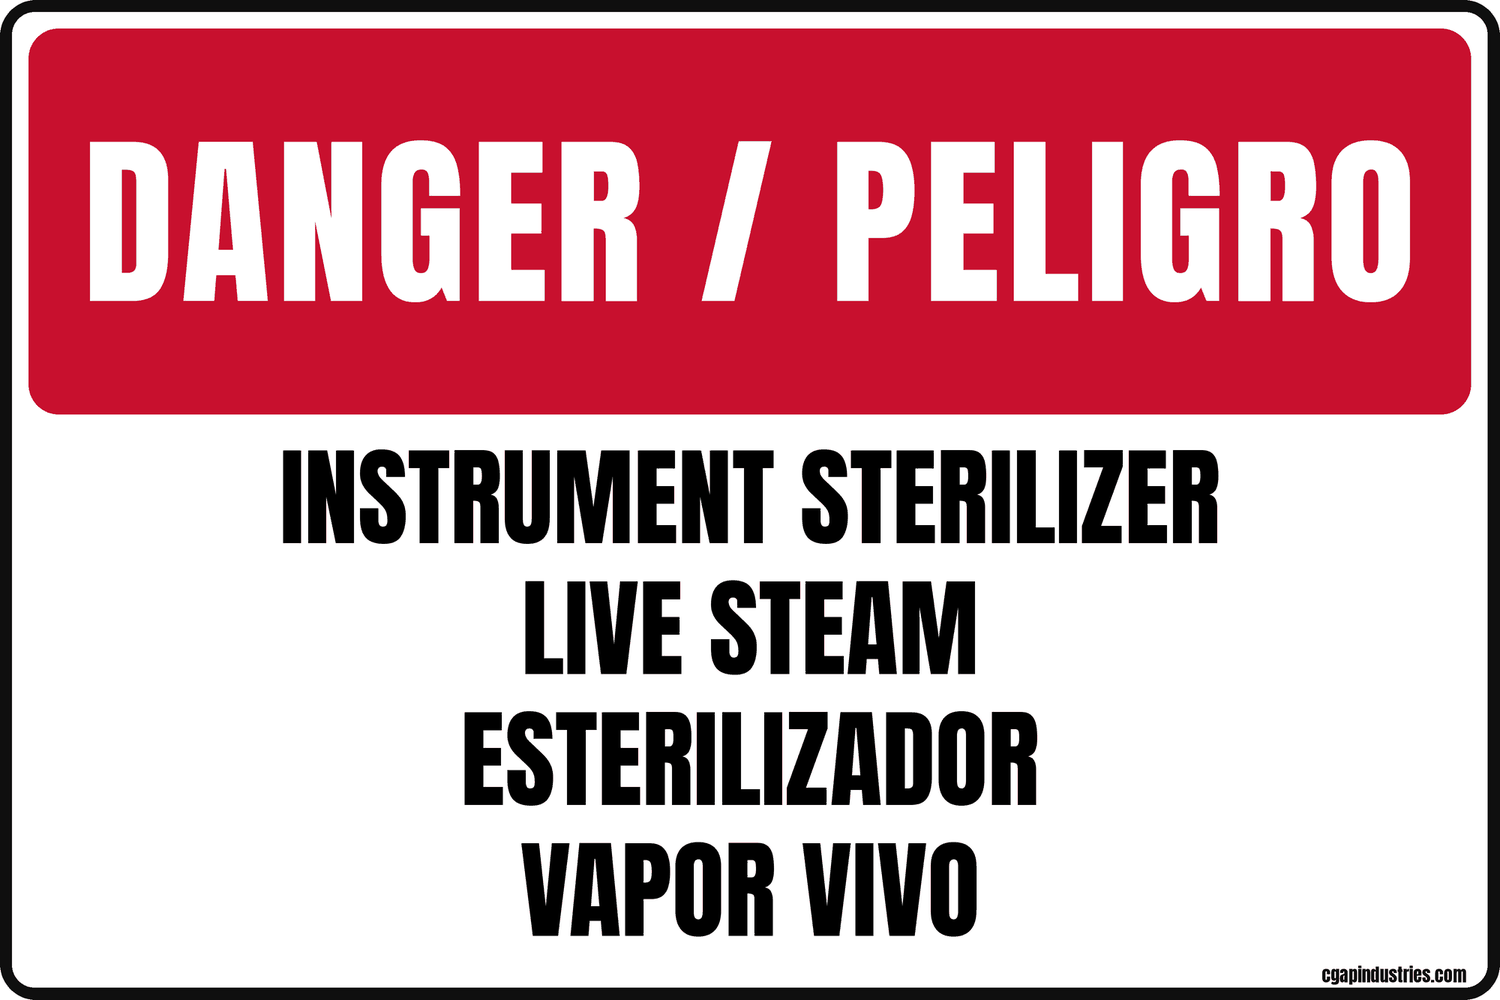 DANGER / PELIGRO
INSTRUMENT STERILIZER
LIVE STEAM
ESTERILIZADOR
VAPOR VIVO
cgapindustries.com